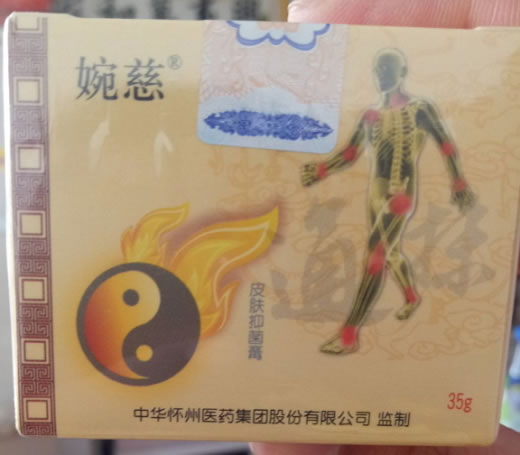 婉慈®
皮肤抑菌膏
35g
中华怀州医药集团股份有限公司 监制